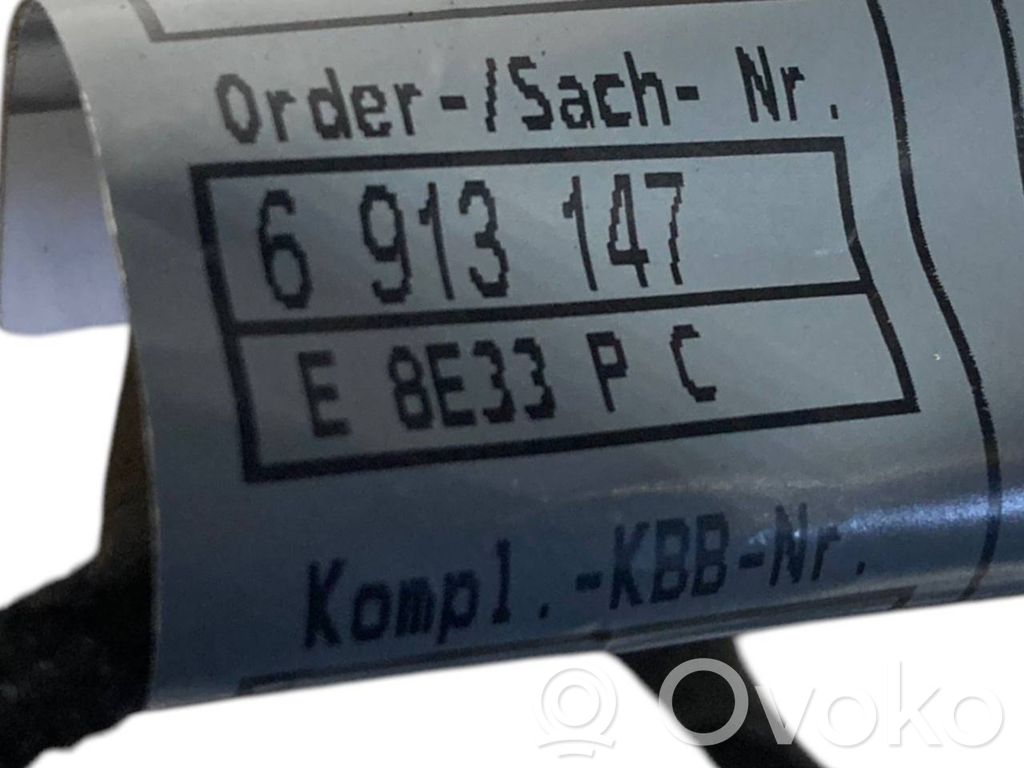 Order-/Sach- Nr.
6 913 147
E 8E33 P C
Kompl.-KBB-Nr.
Ovoko